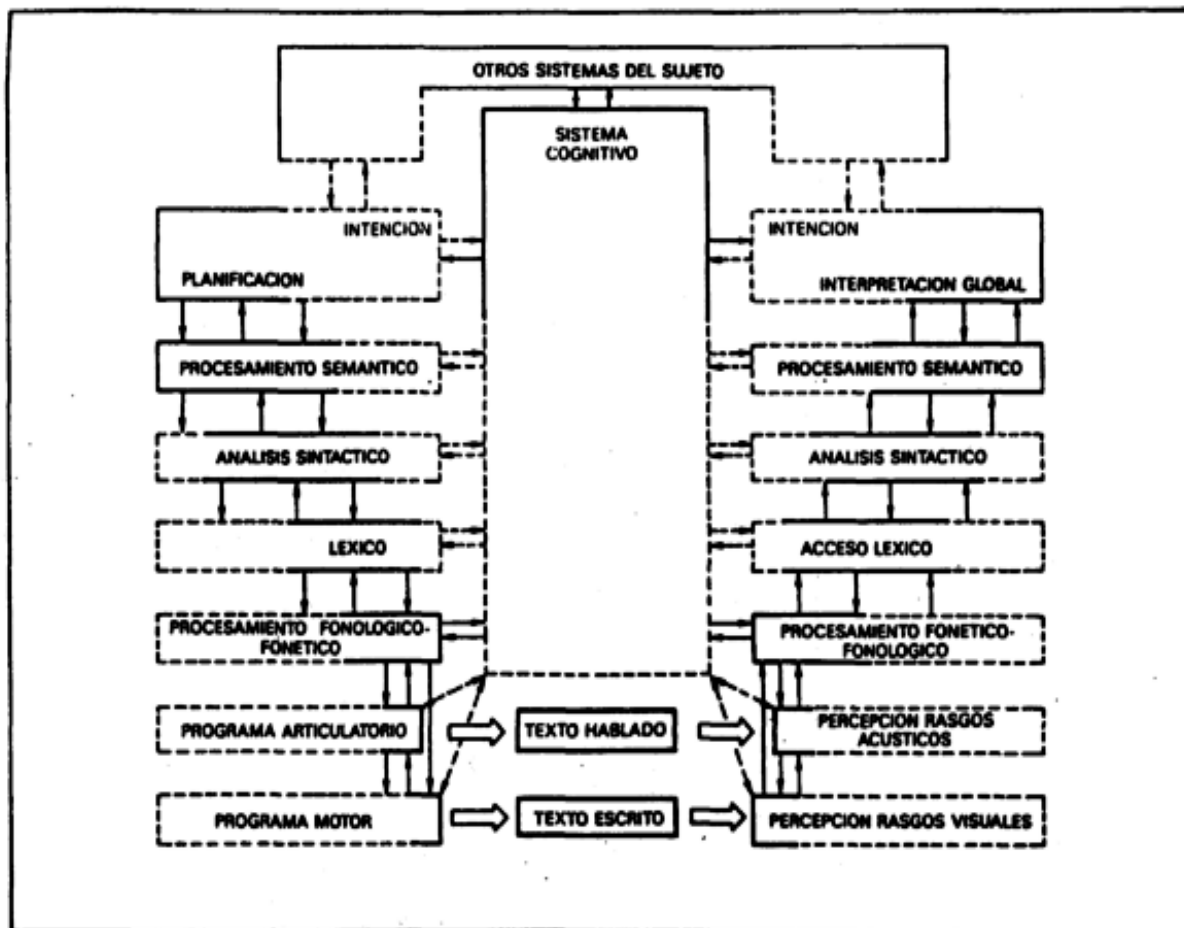 OTROS SISTEMAS DEL SUJETO
SISTEMA
COGNITIVO
INTENCION
PLANIFICACION
PROCESAMIENTO SEMANTICO
ANALISIS SINTACTICO
LEXICO
PROCESAMIENTO FONOLOGICO-
FONETICO
PROGRAMA ARTICULATORIO
PROGRAMA MOTOR
TEXTO HABLADO
TEXTO ESCRITO
INTENCION
INTERPRETACION GLOBAL
PROCESAMIENTO SEMANTICO
ANALISIS SINTACTICO
ACCESO LEXICO
PROCESAMIENTO FONETICO-
FONOLOGICO
PERCEPCION RASGOS
ACUSTICOS
PERCEPCION RASGOS VISUALES